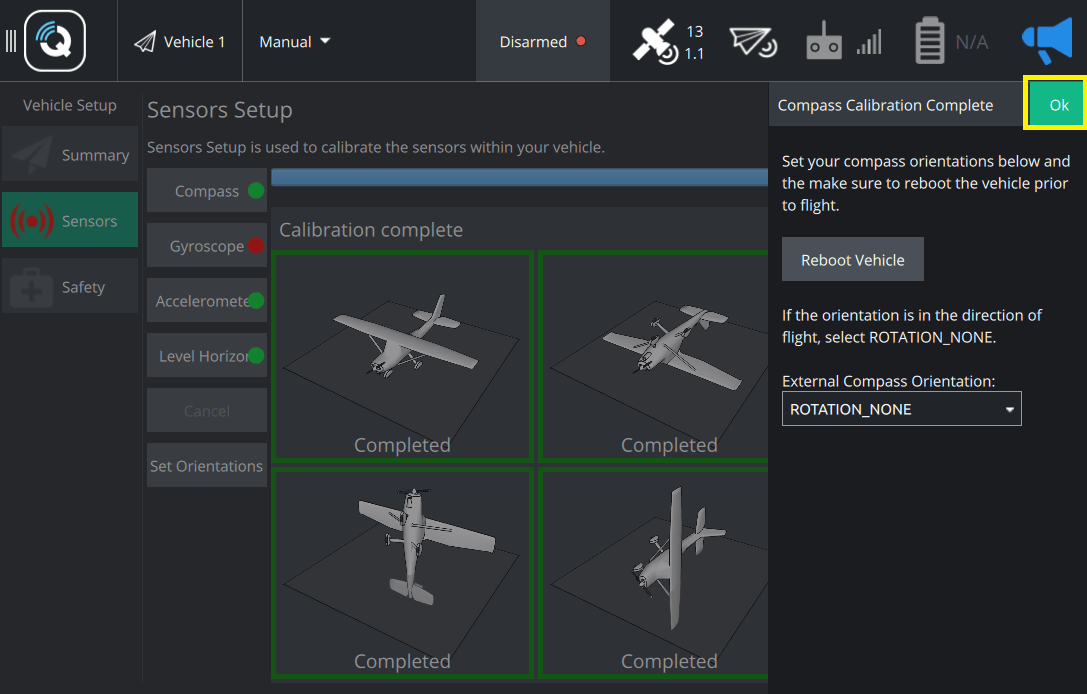 Vehicle 1
Manual
Disarmed
13
1.1
N/A
Vehicle Setup
Summary
Sensors
Safety
Sensors Setup
Sensors Setup is used to calibrate the sensors within your vehicle.
Compass
Gyroscope
Acceleromete
Level Horizon
Cancel
Set Orientations
Calibration complete
Completed
Completed
Completed
Completed
Compass Calibration Complete
Ok
Set your compass orientations below and
the make sure to reboot the vehicle prior
to flight.
Reboot Vehicle
If the orientation is in the direction of
flight, select ROTATION_NONE.
External Compass Orientation:
ROTATION_NONE